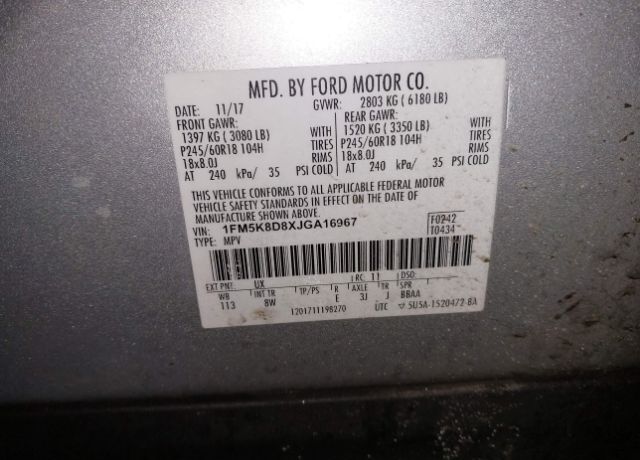 MFD. BY FORD MOTOR CO.
DATE: 11/17 GVWR: 2803 KG ( 6180 LB)
FRONT GAWR: REAR GAWR:
1397 KG ( 3080 LB) WITH 1520 KG ( 3350 LB) WITH
P245/60R18 104H TIRES P245/60R18 104H TIRES
18x8.0J RIMS 18x8.0J RIMS
AT 240 kPa/ 35 PSI COLD AT 240 kPa/ 35 PSI COLD
THIS VEHICLE CONFORMS TO ALL APPLICABLE FEDERAL MOTOR
VEHICLE SAFETY STANDARDS IN EFFECT ON THE DATE OF
MANUFACTURE SHOWN ABOVE.
VIN: 1FM5K8D8XJGA16967 F0242
TYPE: MPV T0434
EXT PNT: UX RC: 11 DSO:
WB INT TR TP/PS R AXLE TR SPR
113 8W E 3J J BBAA
1201711198270 UTC 5U5A-1520472-BA